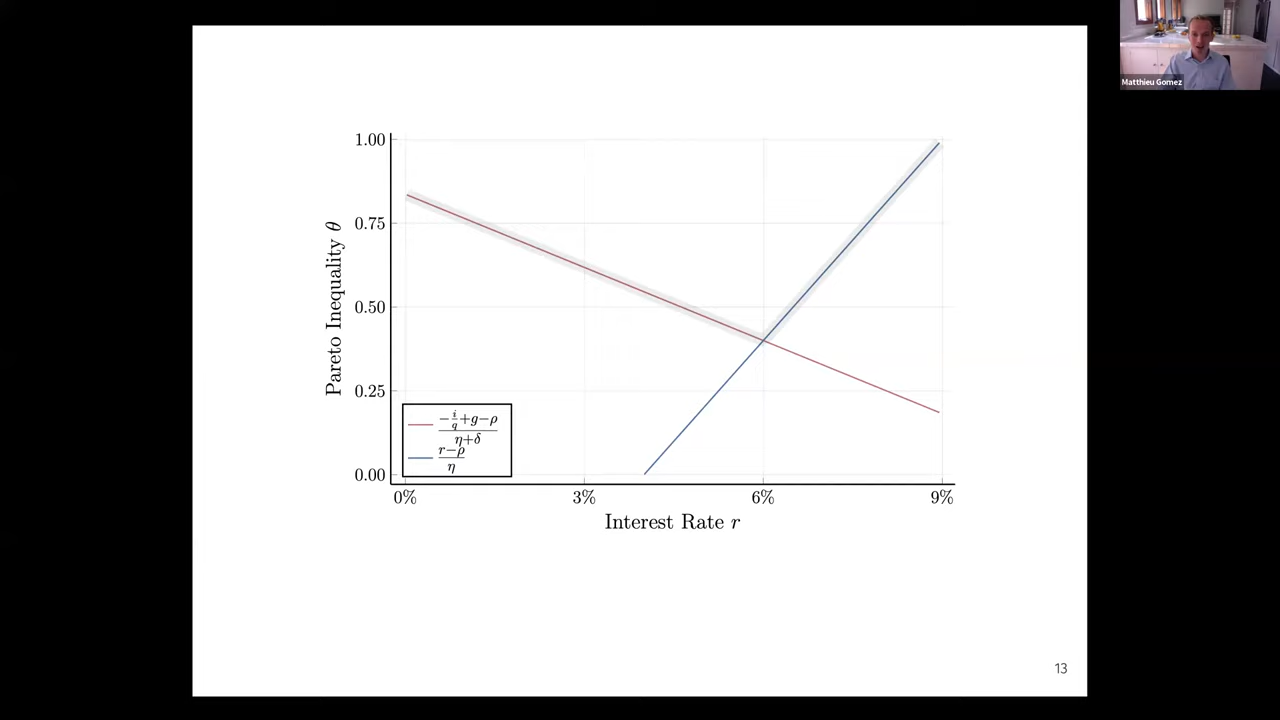 Matthieu Gomez
1.00
0.75
0.50
0.25
0.00
Pareto Inequality θ
0%
3%
6%
9%
Interest Rate r
−i/q+g−ρ
η+δ
r−ρ
η
13